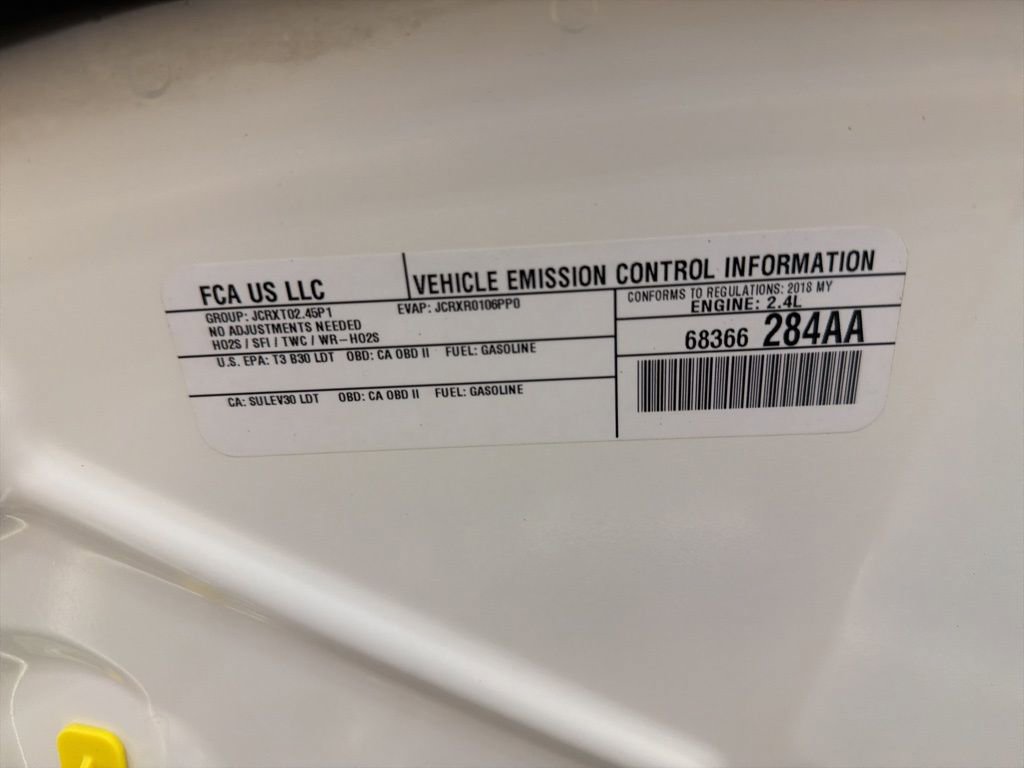 FCA US LLC
VEHICLE EMISSION CONTROL INFORMATION
GROUP: JCRXT02.45P1
EVAP: JCRXR0106PP0
NO ADJUSTMENTS NEEDED
HO2S / SFI / TWC / WR-HO2S
CONFORMS TO REGULATIONS: 2018 MY
ENGINE: 2.4L
68366 284AA
U.S. EPA: T3 B30 LDT OBD: CA OBD II FUEL: GASOLINE
CA: SULEV30 LDT OBD: CA OBD II FUEL: GASOLINE